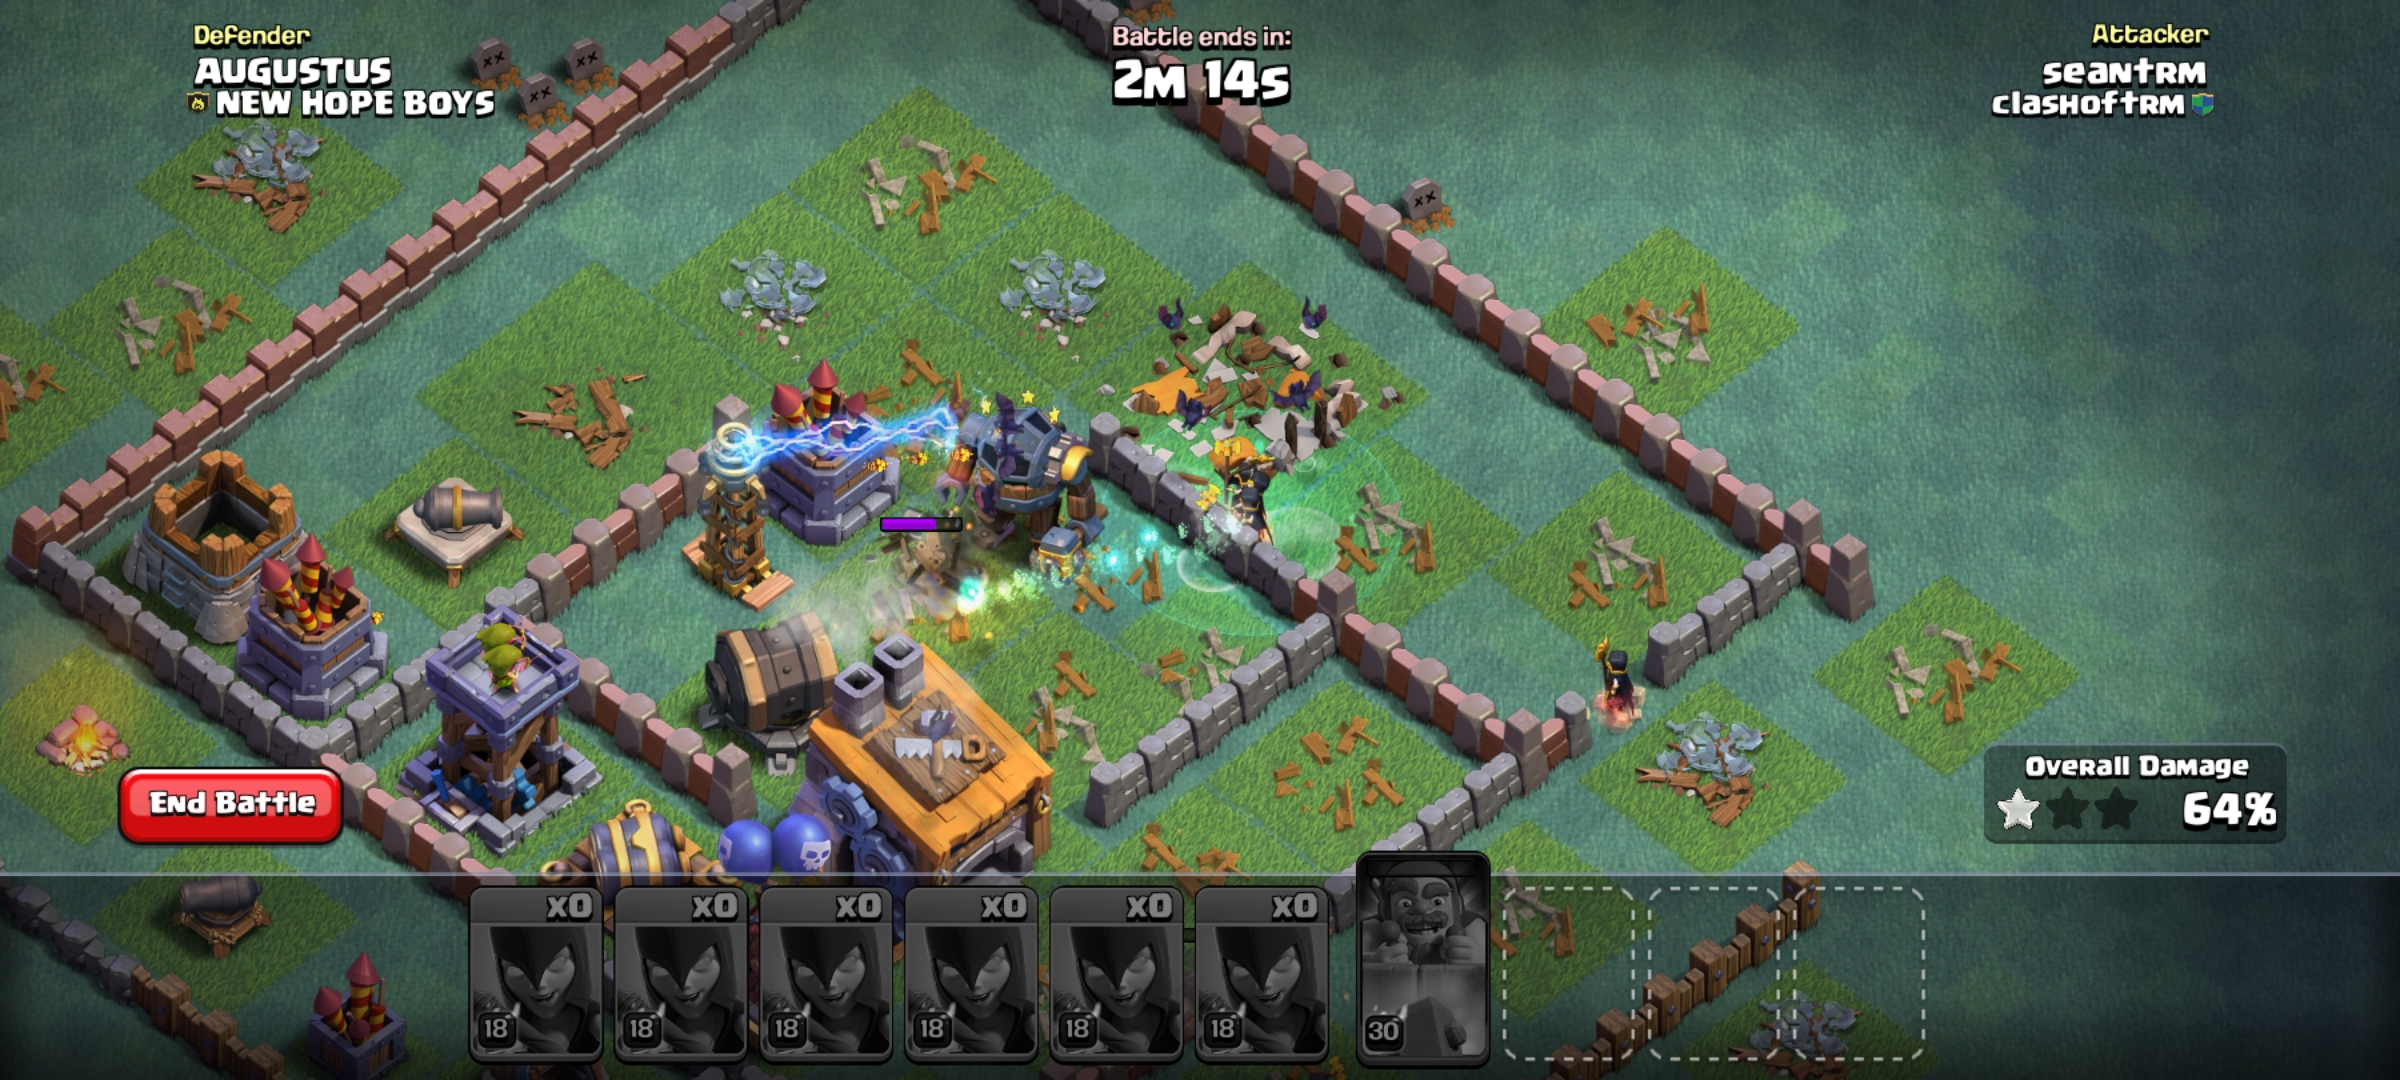 Defender
AUGUSTUS
NEW HOPE BOYS
Battle ends in:
2M 14s
Attacker
seantRM
clashoftRM
End Battle
Overall Damage
64%
x0
x0
x0
x0
x0
x0
18
18
18
18
18
18
30